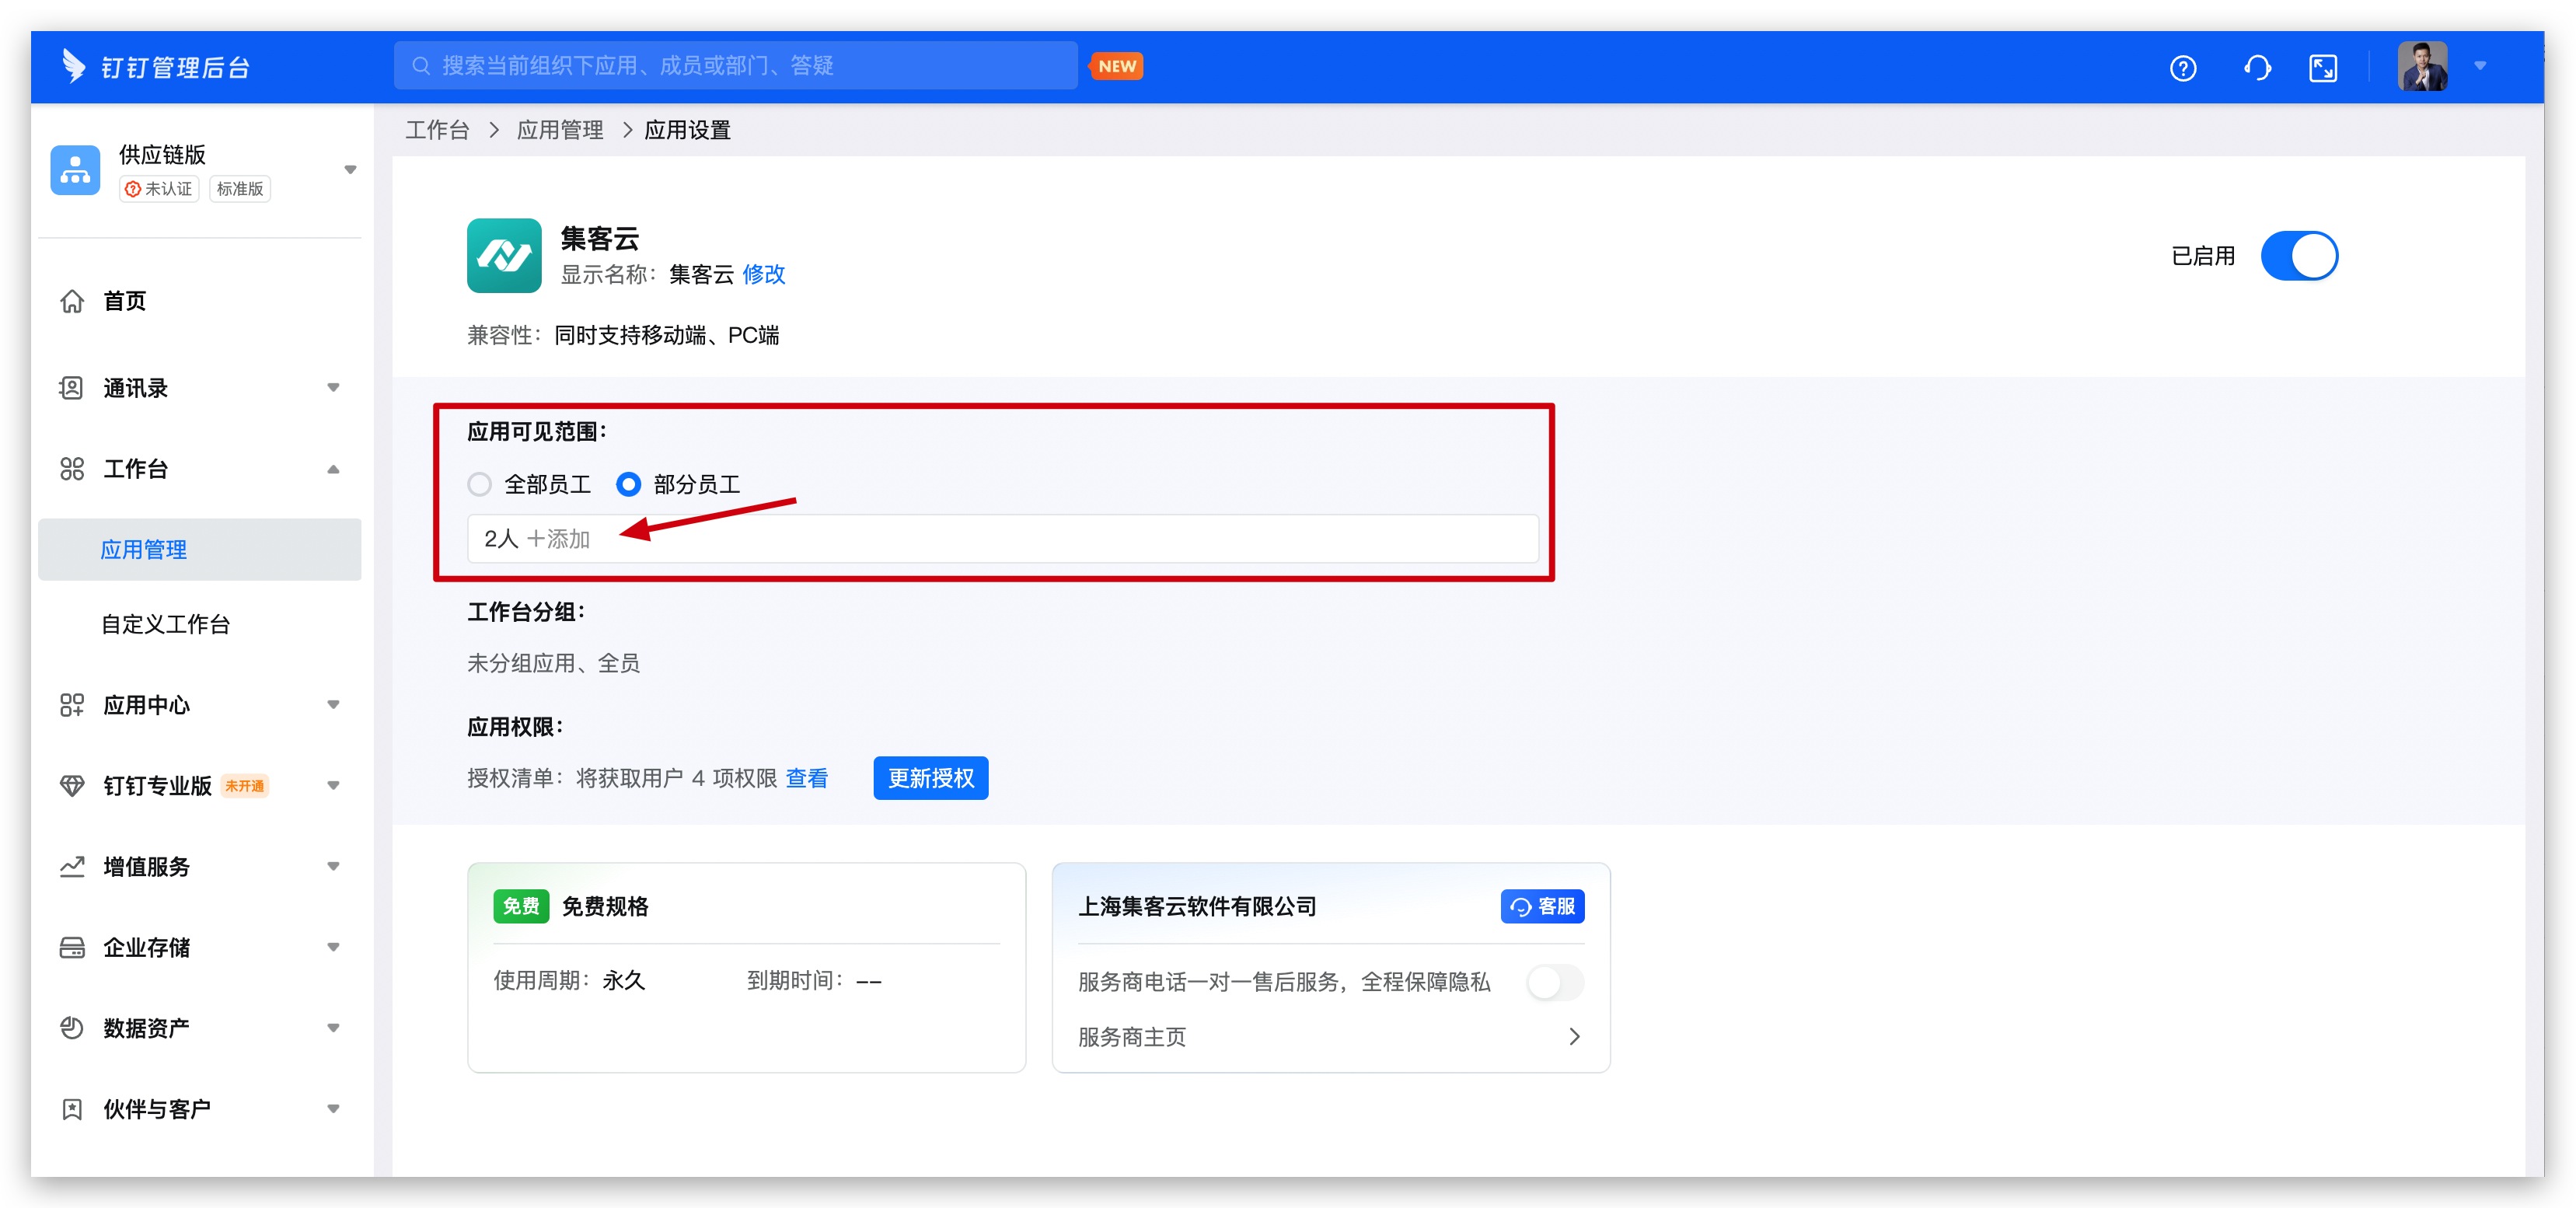 钉钉管理后台
搜索当前组织下应用、成员或部门、答疑
NEW
供应链版
未认证 标准版
首页
通讯录
工作台
应用管理
自定义工作台
应用中心
钉钉专业版 未开通
增值服务
企业存储
数据资产
伙伴与客户
工作台 > 应用管理 > 应用设置
集客云
显示名称：集客云 修改
已启用
兼容性：同时支持移动端、PC端
应用可见范围：
全部员工 部分员工
2人 +添加
工作台分组：
未分组应用、全员
应用权限：
授权清单：将获取用户 4 项权限 查看 更新授权
免费 免费规格
使用周期：永久 到期时间：--
上海集客云软件有限公司 客服
服务商电话一对一售后服务，全程保障隐私
服务商主页